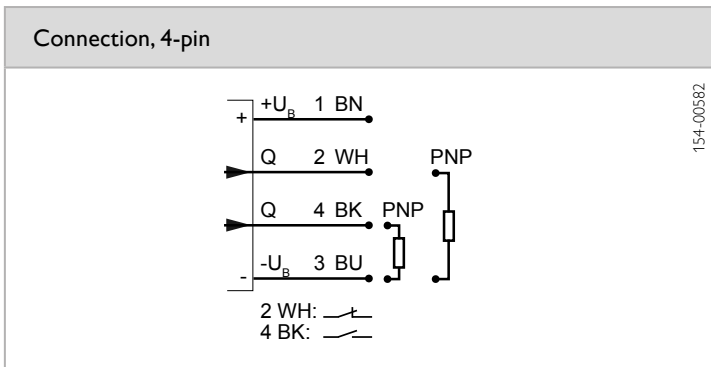 Connection, 4-pin
+U_B 1 BN
+
Q 2 WH PNP
Q 4 BK PNP
-U_B 3 BU
-
2 WH:
4 BK:
154-00582